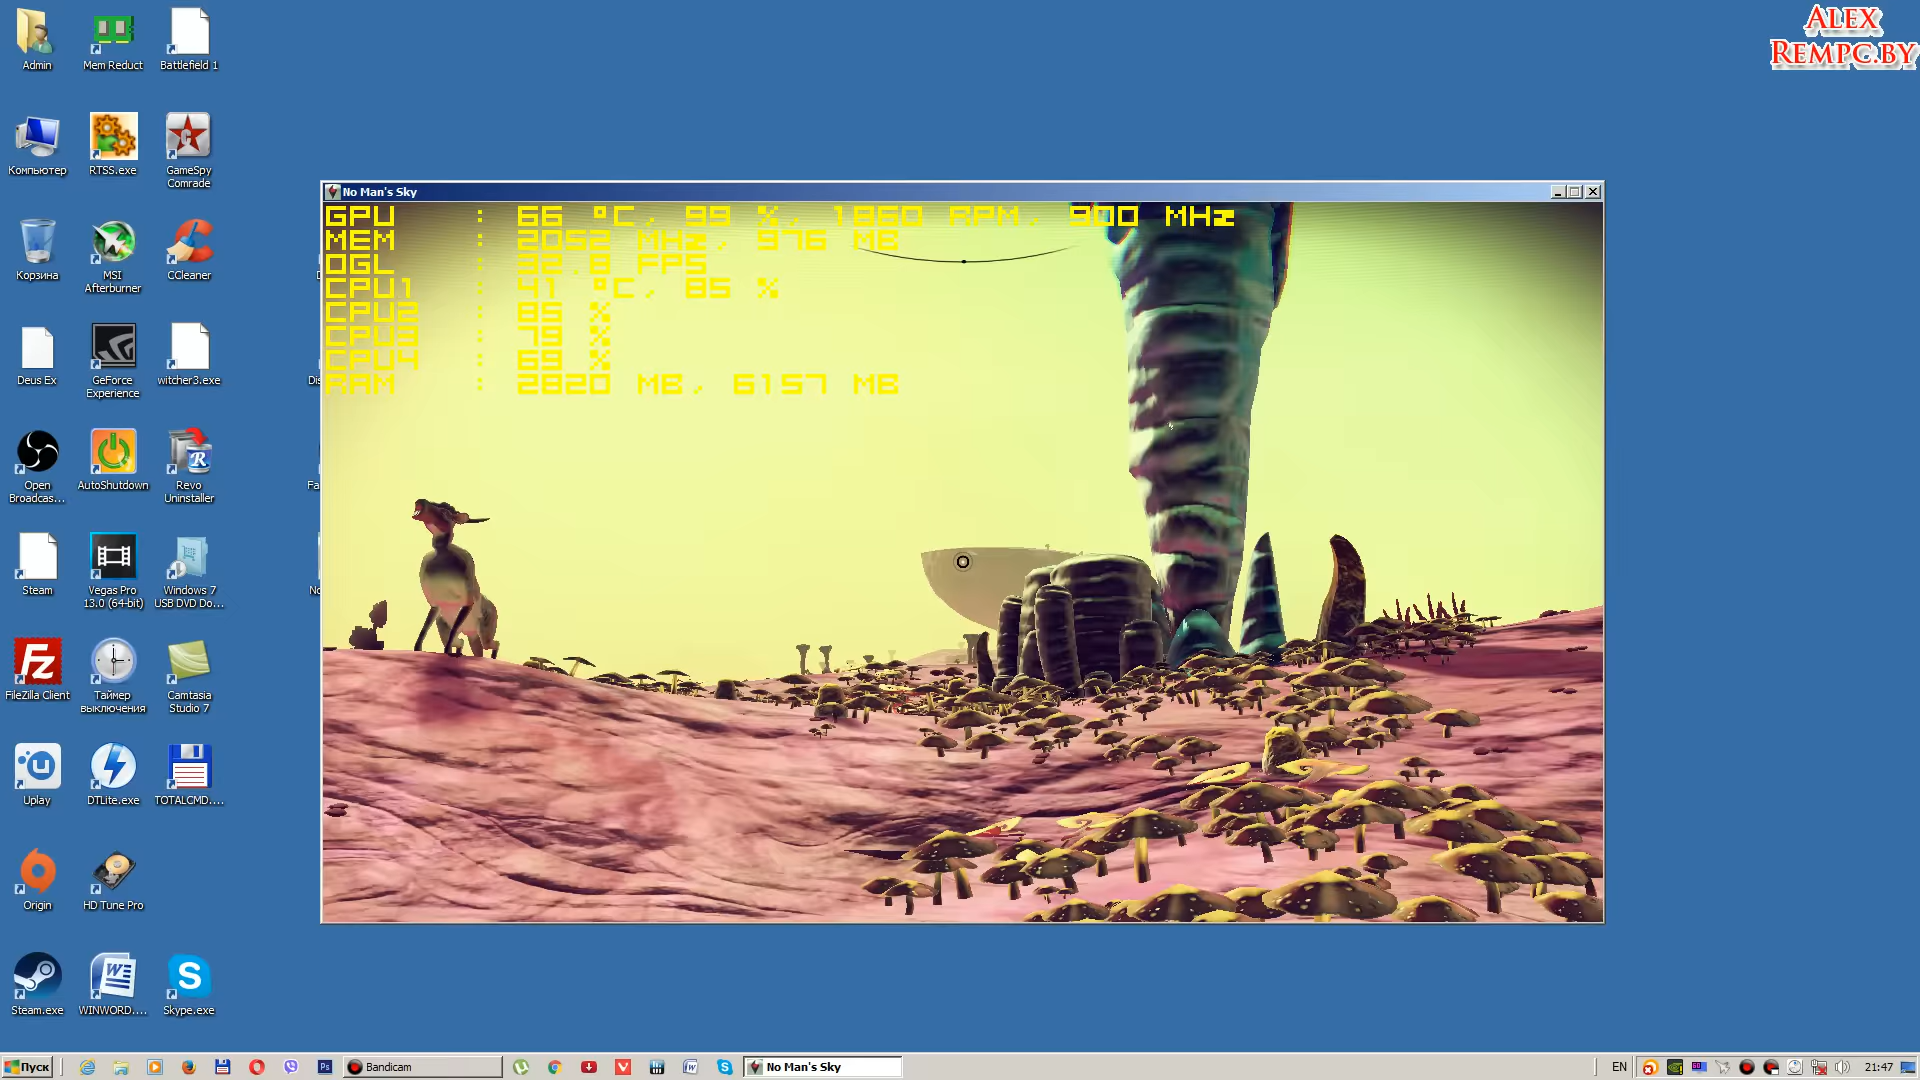 Admin
Mem Reduct
Battlefield 1
ALEX
REMPC.BY
Компьютер
RTSS.exe
GameSpy
Comrade
No Man's Sky
GPU : 66 °C, 99 %, 1860 RPM, 900 MHz
MEM : 2052 MHz, 976 MB
OGL : 32.8 FPS
CPU1 : 41 °C, 85 %
CPU2 : 85 %
CPU3 : 79 %
CPU4 : 69 %
RAM : 2820 MB, 6157 MB
Корзина
MSI
Afterburner
CCleaner
Deus Ex
GeForce
Experience
witcher3.exe
Open
Broadcas...
AutoShutdown
Revo
Uninstaller
Steam
Vegas Pro
13.0 (64-bit)
Windows 7
USB DVD Do...
FileZilla Client
Таймер
выключения
Camtasia
Studio 7
Uplay
DTLite.exe
TOTALCMD....
Origin
HD Tune Pro
Steam.exe
WINWORD....
Skype.exe
Пуск
Ps
Bandicam
No Man's Sky
EN
21:47